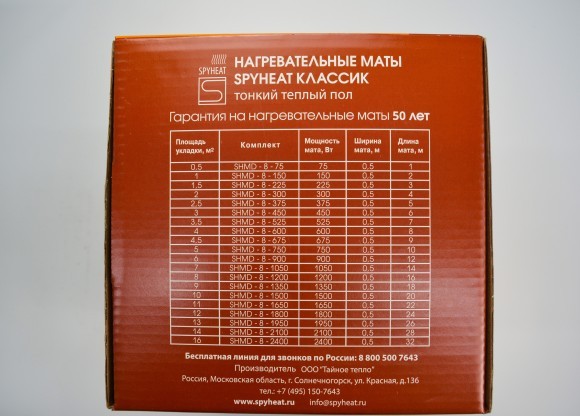 SPYHEAT
НАГРЕВАТЕЛЬНЫЕ МАТЫ
SPYHEAT КЛАССИК
ТОНКИЙ ТЕПЛЫЙ ПОЛ
Гарантия на нагревательные маты 50 лет
Площадь укладки, м² Комплект Мощность мата, Вт Ширина мата, м Длина мата, м
0,5 SHMD - 8 - 75 75 0,5 1
1 SHMD - 8 - 150 150 0,5 2
1,5 SHMD - 8 - 225 225 0,5 3
2 SHMD - 8 - 300 300 0,5 4
2,5 SHMD - 8 - 375 375 0,5 5
3 SHMD - 8 - 450 450 0,5 6
3,5 SHMD - 8 - 525 525 0,5 7
4 SHMD - 8 - 600 600 0,5 8
4,5 SHMD - 8 - 675 675 0,5 9
5 SHMD - 8 - 750 750 0,5 10
6 SHMD - 8 - 900 900 0,5 12
7 SHMD - 8 - 1050 1050 0,5 14
8 SHMD - 8 - 1200 1200 0,5 16
9 SHMD - 8 - 1350 1350 0,5 18
10 SHMD - 8 - 1500 1500 0,5 20
11 SHMD - 8 - 1650 1650 0,5 22
12 SHMD - 8 - 1800 1800 0,5 24
13 SHMD - 8 - 1950 1950 0,5 26
14 SHMD - 8 - 2100 2100 0,5 28
16 SHMD - 8 - 2400 2400 0,5 32
Бесплатная линия для звонков по России: 8 800 500 7643
Производитель ООО "Тайное тепло"
Россия, Московская область, г. Солнечногорск, ул. Красная, д.136
тел.: +7 (495) 150-7643
www.spyheat.ru info@spyheat.ru